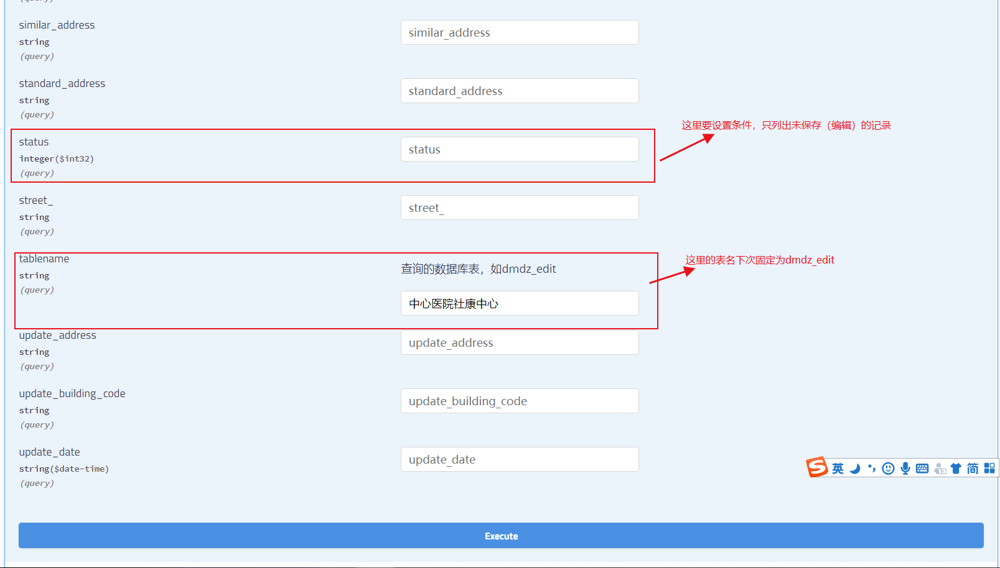 (query)
similar_address
string
(query)
similar_address
standard_address
string
(query)
standard_address
这里要设置条件，只列出未保存（编辑）的记录
status
integer($int32)
(query)
status
street_
string
(query)
street_
tablename
string
(query)
查询的数据库表，如dmdz_edit
中心医院社康中心
这里的表名下次固定为dmdz_edit
update_address
string
(query)
update_address
update_building_code
string
(query)
update_building_code
update_date
string($date-time)
(query)
update_date
S英简
Execute